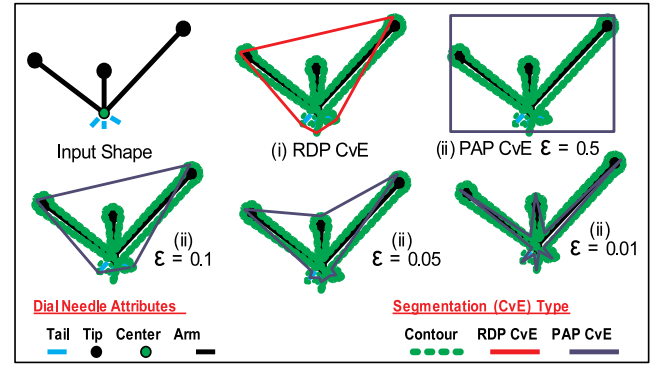 Input Shape
(i) RDP CvE
(ii) PAP CvE ε = 0.5
(ii)
ε = 0.1
(ii)
ε = 0.05
(ii)
ε = 0.01
Dial Needle Attributes
Segmentation (CvE) Type
Tail Tip Center Arm
Contour RDP CvE PAP CvE